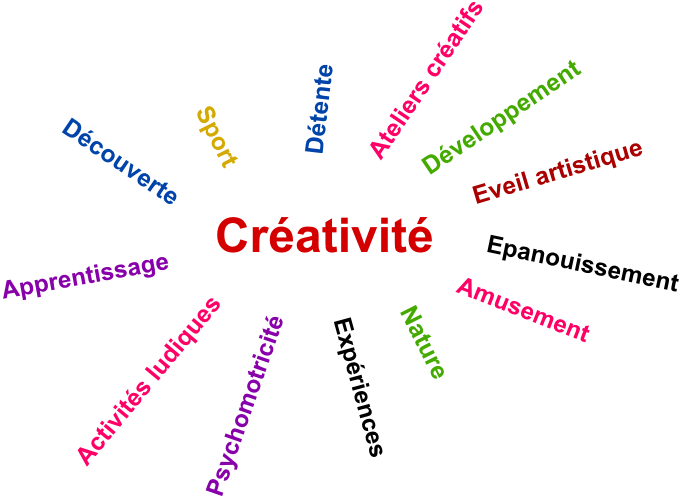 Ateliers créatifs
Détente
Développement
Sport
Découverte
Eveil artistique
Créativité
Epanouissement
Apprentissage
Amusement
Activités ludiques
Nature
Psychomotricité
Expériences